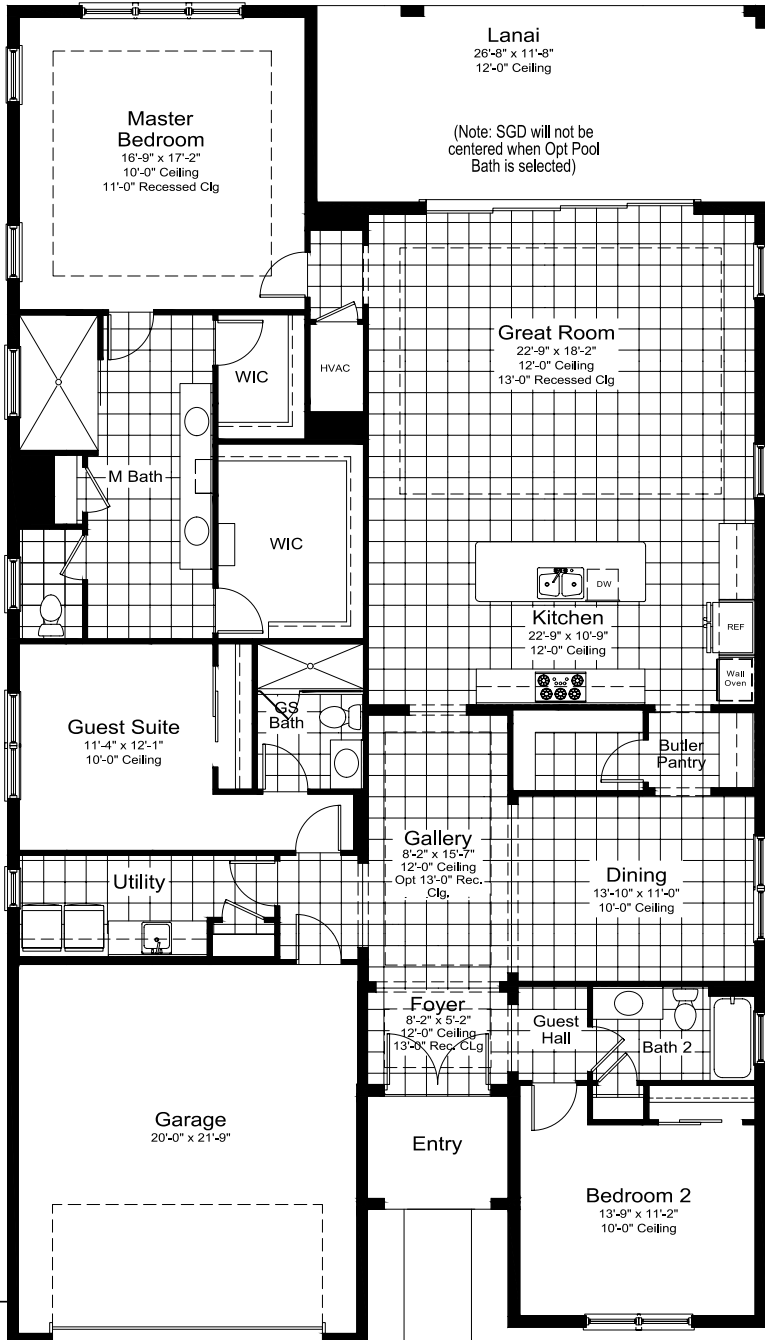 Lanai
26'-8" x 11'-8"
12'-0" Ceiling
(Note: SGD will not be
centered when Opt Pool
Bath is selected)
Master
Bedroom
16'-9" x 17'-2"
10'-0" Ceiling
11'-0" Recessed Clg
Great Room
22'-9" x 18'-2"
12'-0" Ceiling
13'-0" Recessed Clg
WIC
HVAC
M Bath
WIC
DW
Kitchen
22'-9" x 10'-9"
12'-0" Ceiling
REF
Wall
Oven
GS
Bath
Guest Suite
11'-4" x 12'-1"
10'-0" Ceiling
Butler
Pantry
Gallery
8'-2" x 15'-7"
12'-0" Ceiling
Opt 13'-0" Rec.
Clg.
Utility
Dining
13'-10" x 11'-0"
10'-0" Ceiling
Foyer
8'-2" x 5'-2"
12'-0" Ceiling
13'-0" Rec. CLg
Guest
Hall
Bath 2
Garage
20'-0" x 21'-9"
Entry
Bedroom 2
13'-9" x 11'-2"
10'-0" Ceiling